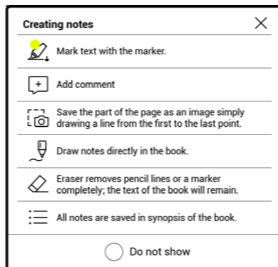 Creating notes
Mark text with the marker.
Add comment
Save the part of the page as an image simply
drawing a line from the first to the last point.
Draw notes directly in the book.
Eraser removes pencil lines or a marker
completely; the text of the book will remain.
All notes are saved in synopsis of the book.
Do not show